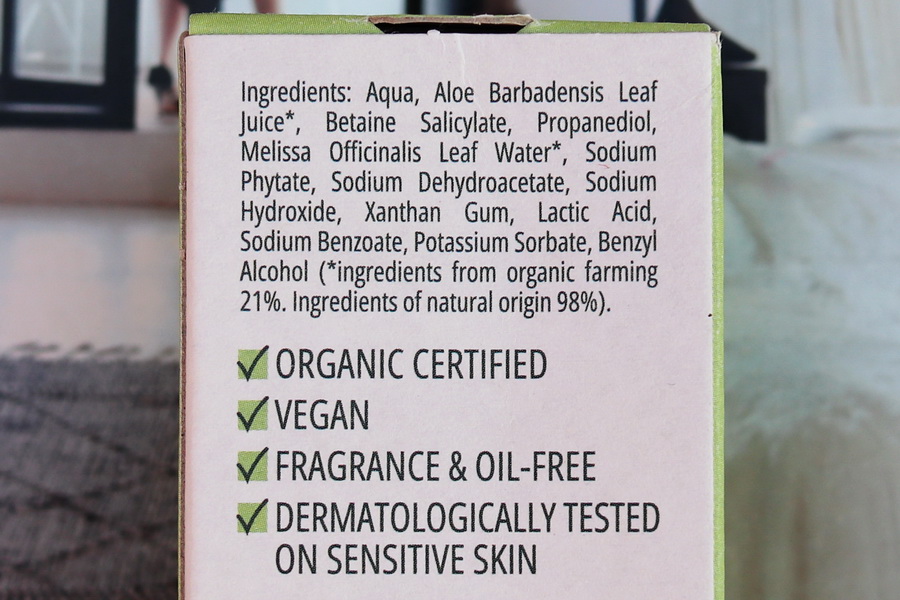 Ingredients: Aqua, Aloe Barbadensis Leaf
Juice*, Betaine Salicylate, Propanediol,
Melissa Officinalis Leaf Water*, Sodium
Phytate, Sodium Dehydroacetate, Sodium
Hydroxide, Xanthan Gum, Lactic Acid,
Sodium Benzoate, Potassium Sorbate, Benzyl
Alcohol (*ingredients from organic farming
21%. Ingredients of natural origin 98%).
ORGANIC CERTIFIED
VEGAN
FRAGRANCE & OIL-FREE
DERMATOLOGICALLY TESTED
ON SENSITIVE SKIN